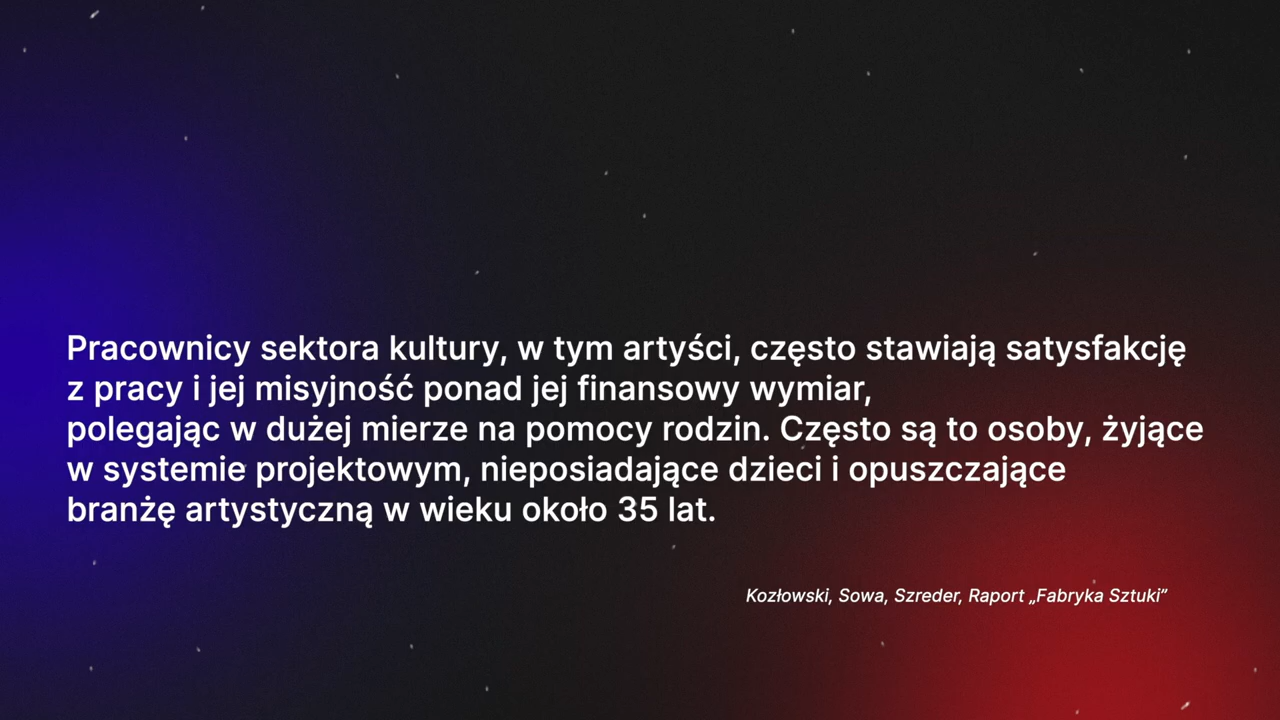 Pracownicy sektora kultury, w tym artyści, często stawiają satysfakcję
z pracy i jej misyjność ponad jej finansowy wymiar,
polegając w dużej mierze na pomocy rodzin. Często są to osoby, żyjące
w systemie projektowym, nieposiadające dzieci i opuszczające
branżę artystyczną w wieku około 35 lat.
Kozłowski, Sowa, Szreder, Raport „Fabryka Sztuki”